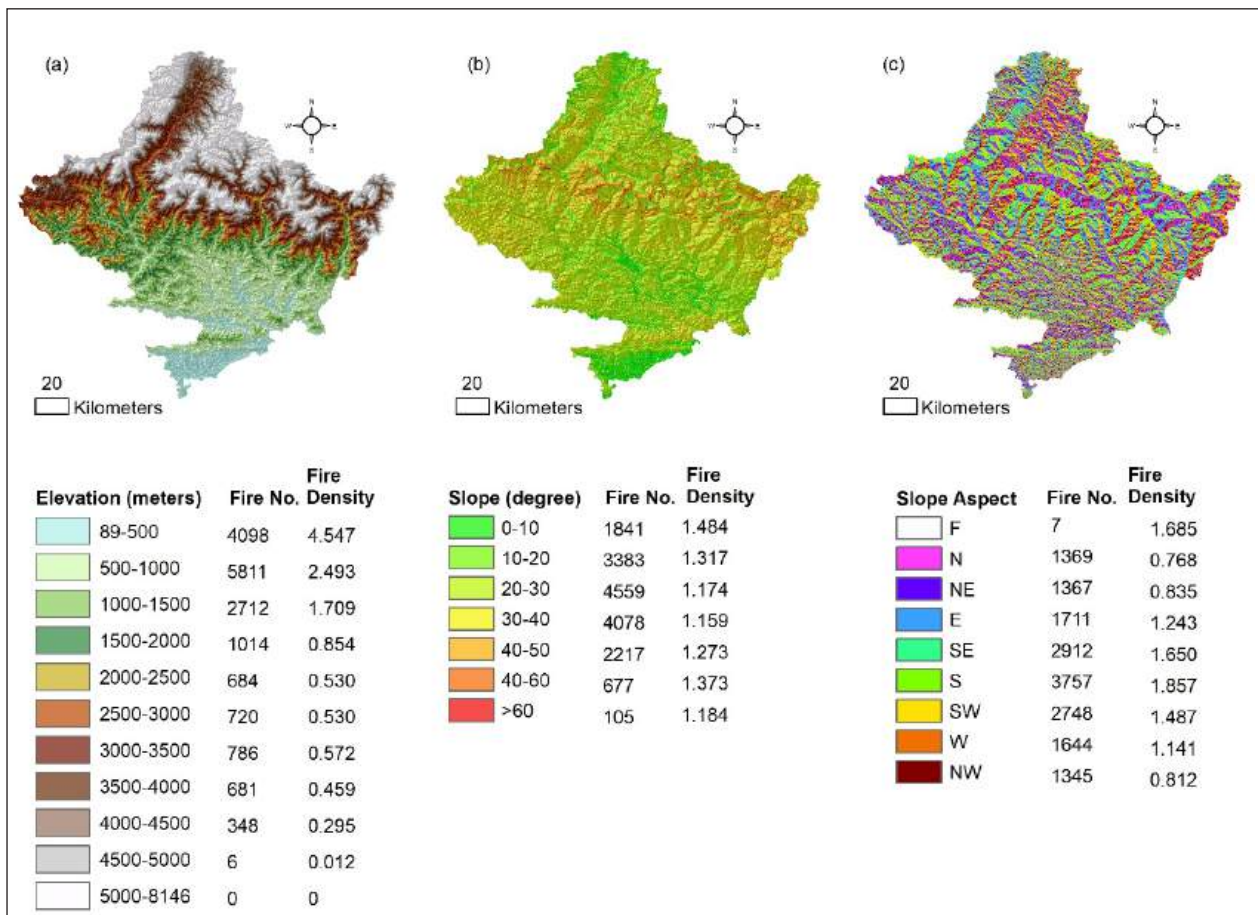 (a)
N
W E
S
20
Kilometers
(b)
N
W E
S
20
Kilometers
(c)
N
W E
S
20
Kilometers
Elevation (meters) Fire No. Fire Density
89-500 4098 4.547
500-1000 5811 2.493
1000-1500 2712 1.709
1500-2000 1014 0.854
2000-2500 684 0.530
2500-3000 720 0.530
3000-3500 786 0.572
3500-4000 681 0.459
4000-4500 348 0.295
4500-5000 6 0.012
5000-8146 0 0
Slope (degree) Fire No. Fire Density
0-10 1841 1.484
10-20 3383 1.317
20-30 4559 1.174
30-40 4078 1.159
40-50 2217 1.273
40-60 677 1.373
>60 105 1.184
Slope Aspect Fire No. Fire Density
F 7 1.685
N 1369 0.768
NE 1367 0.835
E 1711 1.243
SE 2912 1.650
S 3757 1.857
SW 2748 1.487
W 1644 1.141
NW 1345 0.812